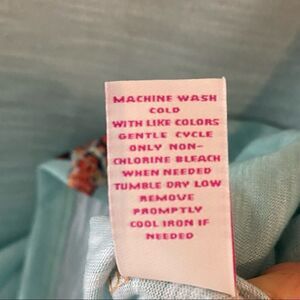 MACHINE WASH
COLD
WITH LIKE COLORS
GENTLE CYCLE
ONLY NON-
CHLORINE BLEACH
WHEN NEEDED
TUMBLE DRY LOW
REMOVE
PROMPTLY
COOL IRON IF
NEEDED